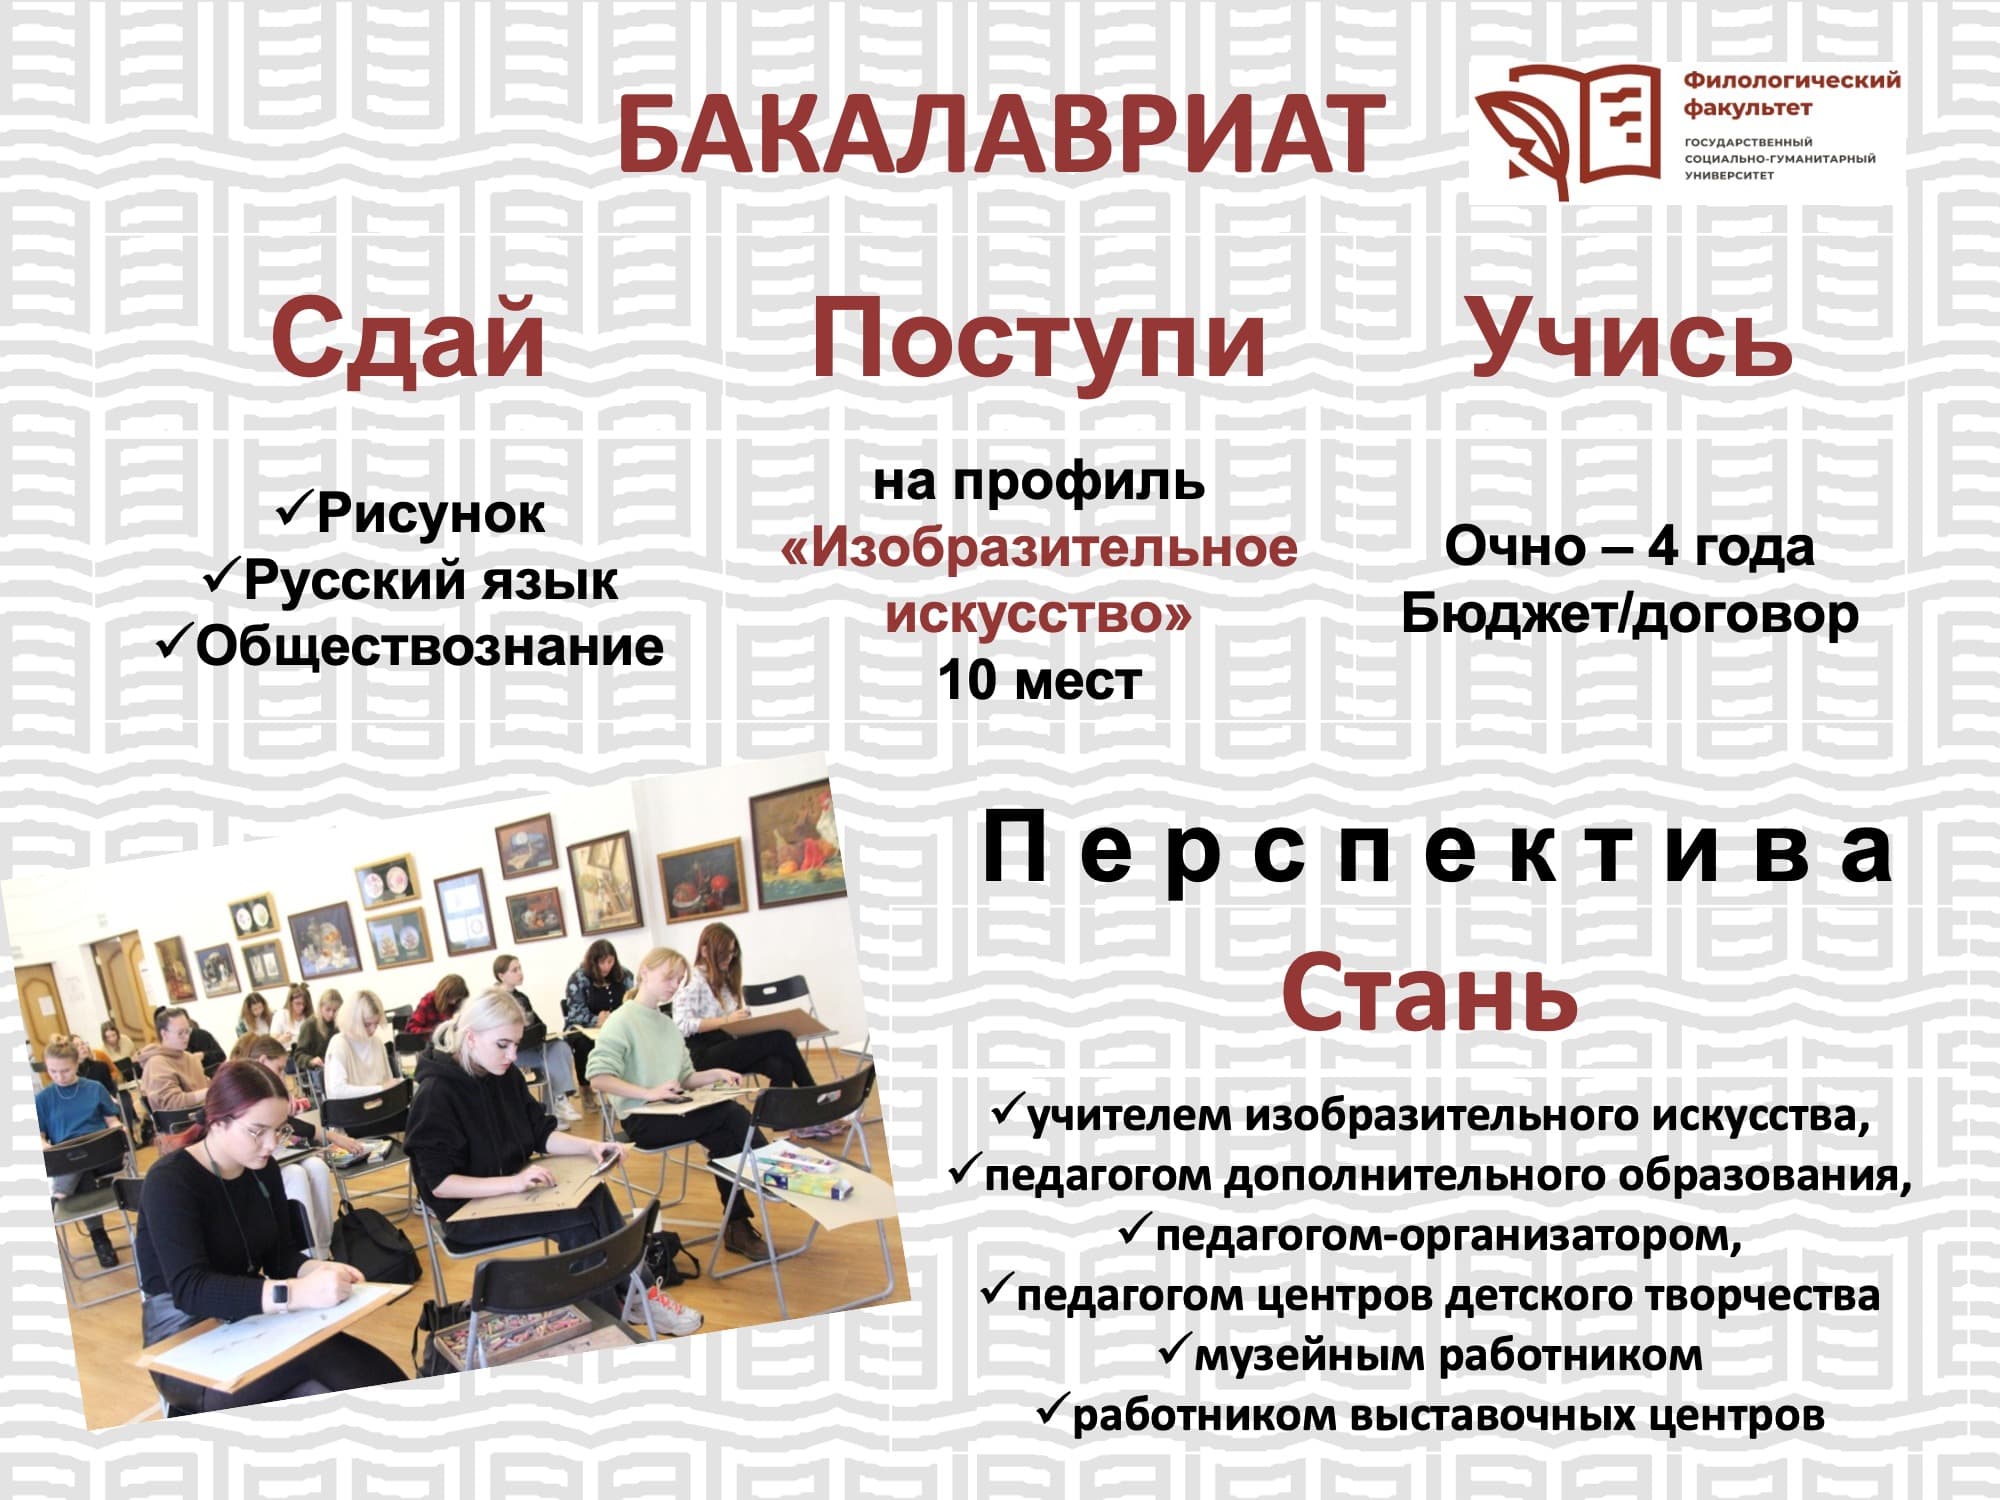 БАКАЛАВРИАТ
Филологический
факультет
ГОСУДАРСТВЕННЫЙ
СОЦИАЛЬНО-ГУМАНИТАРНЫЙ
УНИВЕРСИТЕТ
Сдай
✓Рисунок
✓Русский язык
✓Обществознание
Поступи
на профиль
«Изобразительное
искусство»
10 мест
Учись
Очно – 4 года
Бюджет/договор
Перспектива
Стань
✓учителем изобразительного искусства,
✓педагогом дополнительного образования,
✓педагогом-организатором,
✓педагогом центров детского творчества
✓музейным работником
✓работником выставочных центров